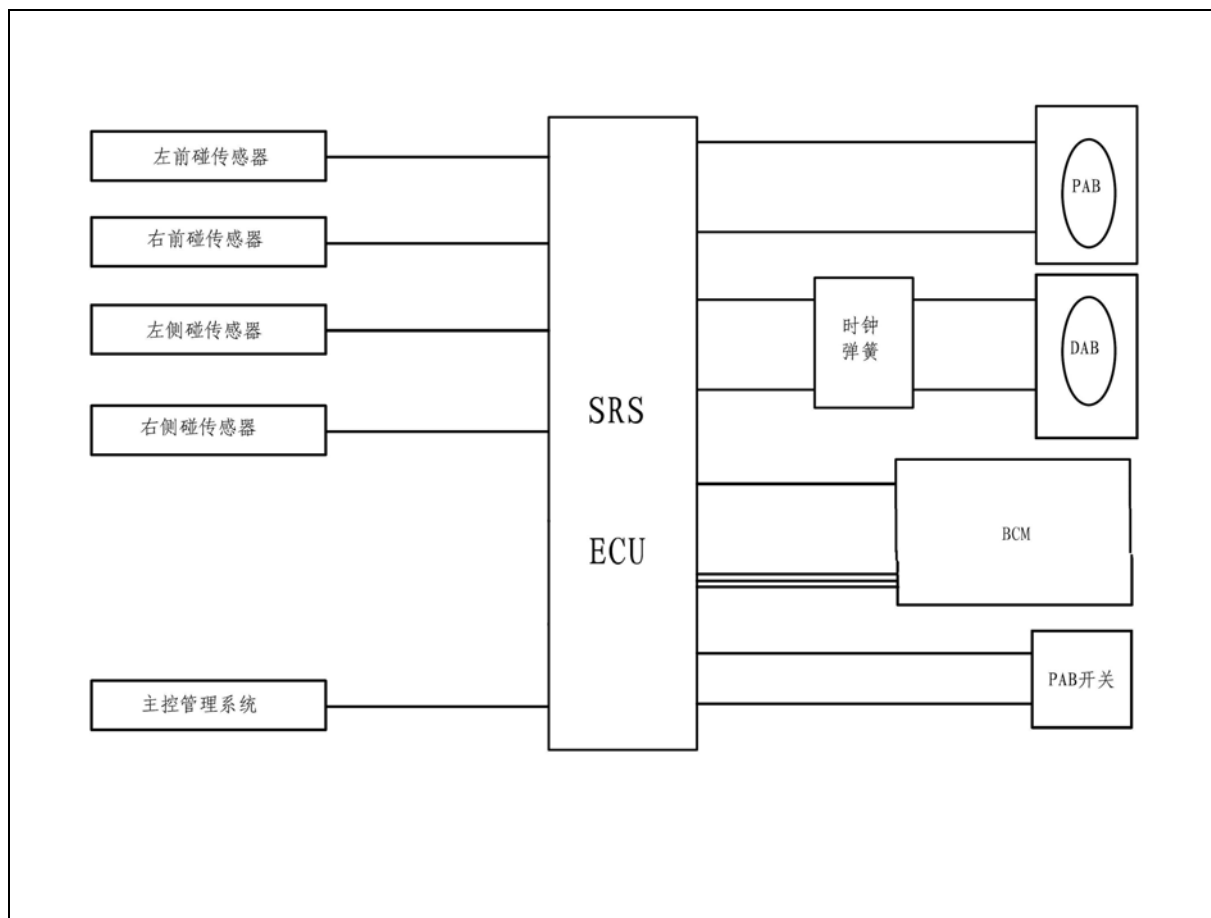 左前碰传感器
右前碰传感器
左侧碰传感器
右侧碰传感器
主控管理系统
SRS
ECU
PAB
时钟
弹簧
DAB
BCM
PAB开关